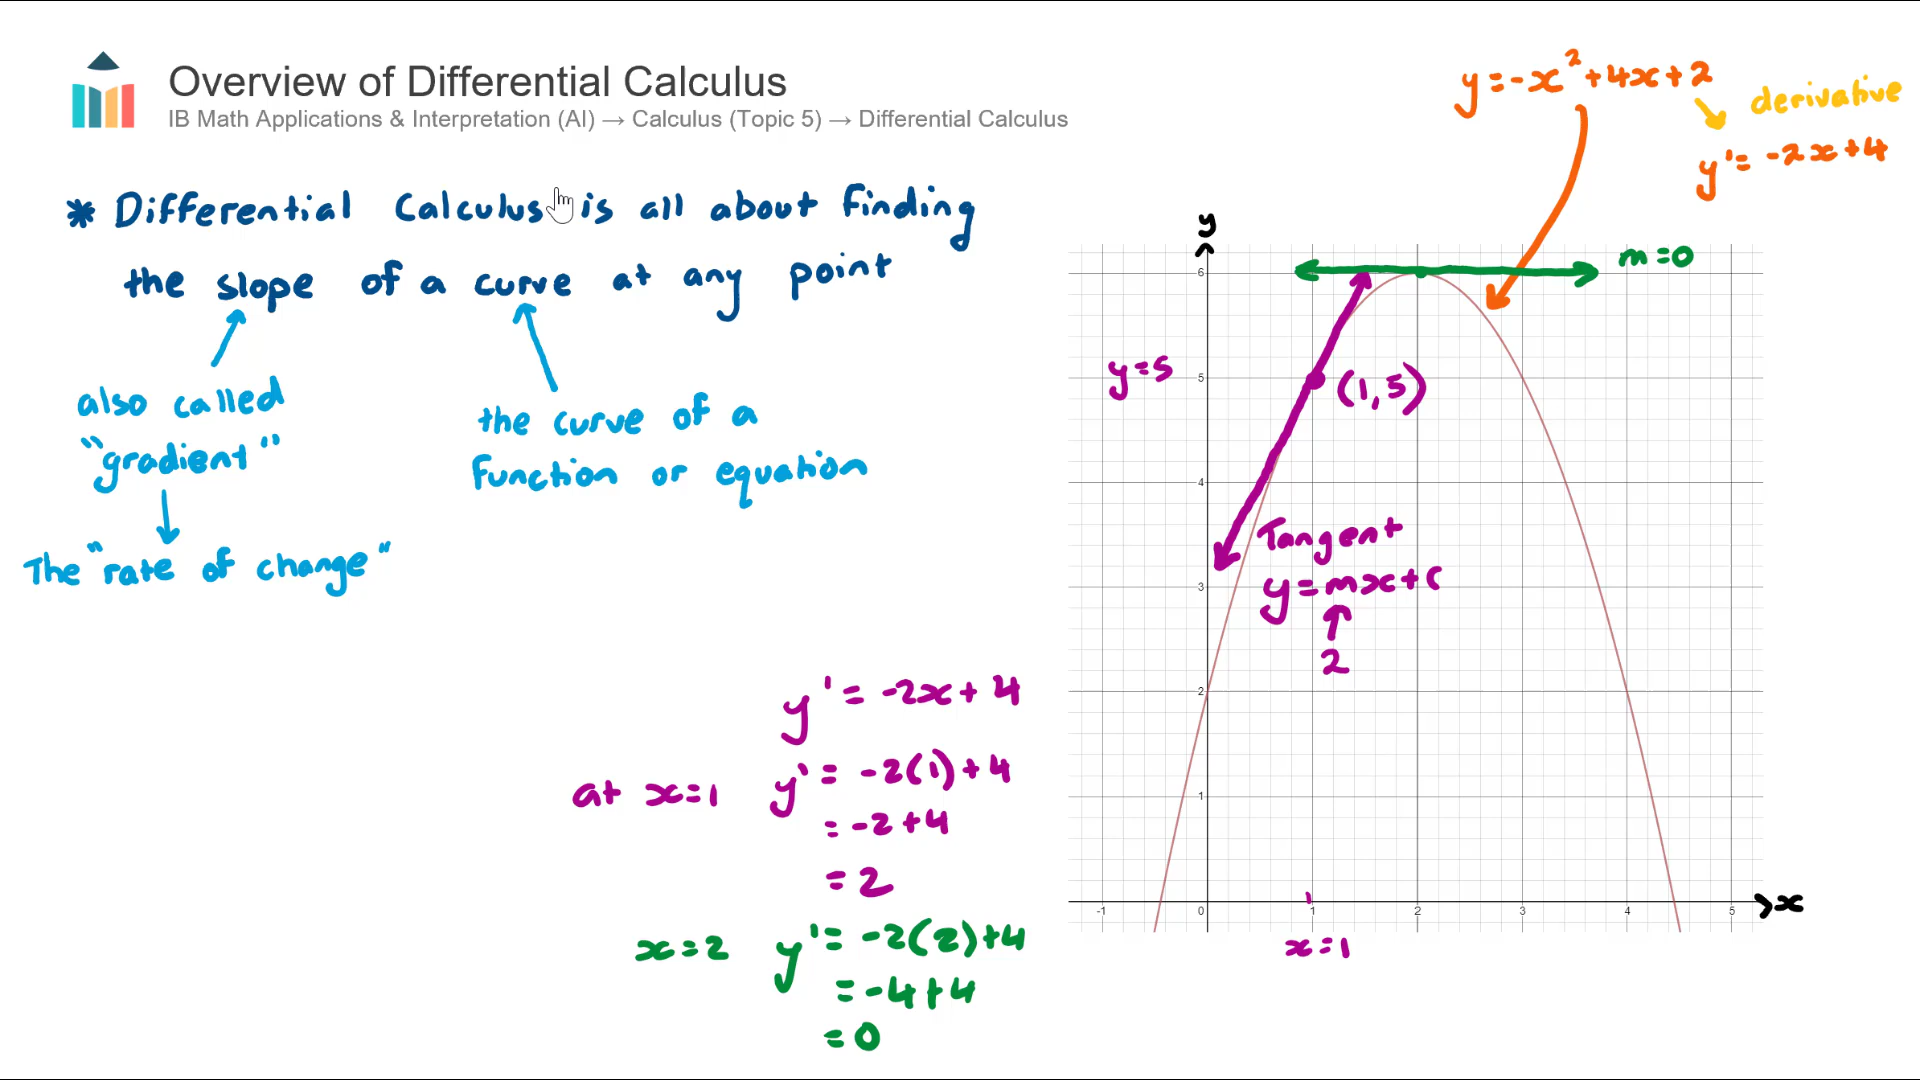 Overview of Differential Calculus
IB Math Applications & Interpretation (AI) → Calculus (Topic 5) → Differential Calculus
* Differential Calculus is all about finding
the slope of a curve at any point
also called
"gradient"
The "rate of change"
the curve of a
function or equation
y = -x² + 4x + 2
derivative
y' = -2x + 4
y
m = 0
6
y = 5
5
(1, 5)
4
Tangent
y = mx + c
3
2
2
1
-1 0 1 2 3 4 5
x
1
x = 1
y' = -2x + 4
at x = 1 y' = -2(1) + 4
= -2 + 4
= 2
x = 2 y' = -2(2) + 4
= -4 + 4
= 0